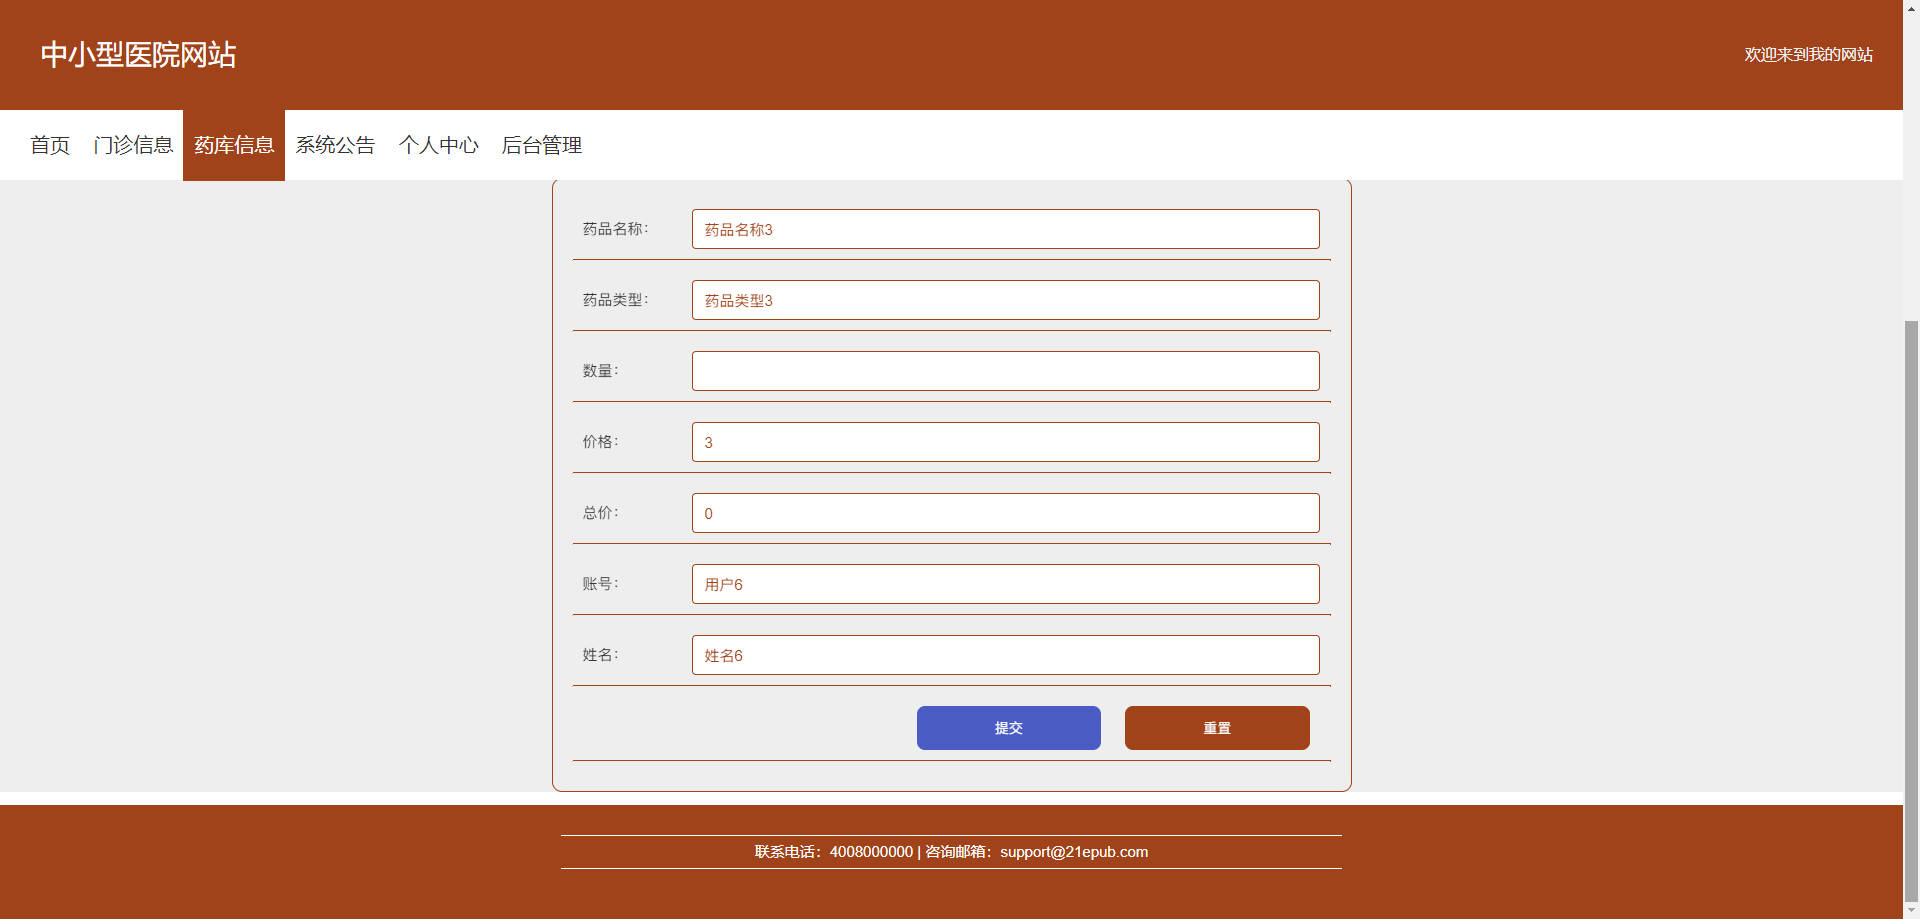 中小型医院网站
欢迎来到我的网站
首页 门诊信息 药库信息 系统公告 个人中心 后台管理
药品名称： 药品名称3
药品类型： 药品类型3
数量：
价格： 3
总价： 0
账号： 用户6
姓名： 姓名6
提交 重置
联系电话：4008000000 | 咨询邮箱：support@21epub.com